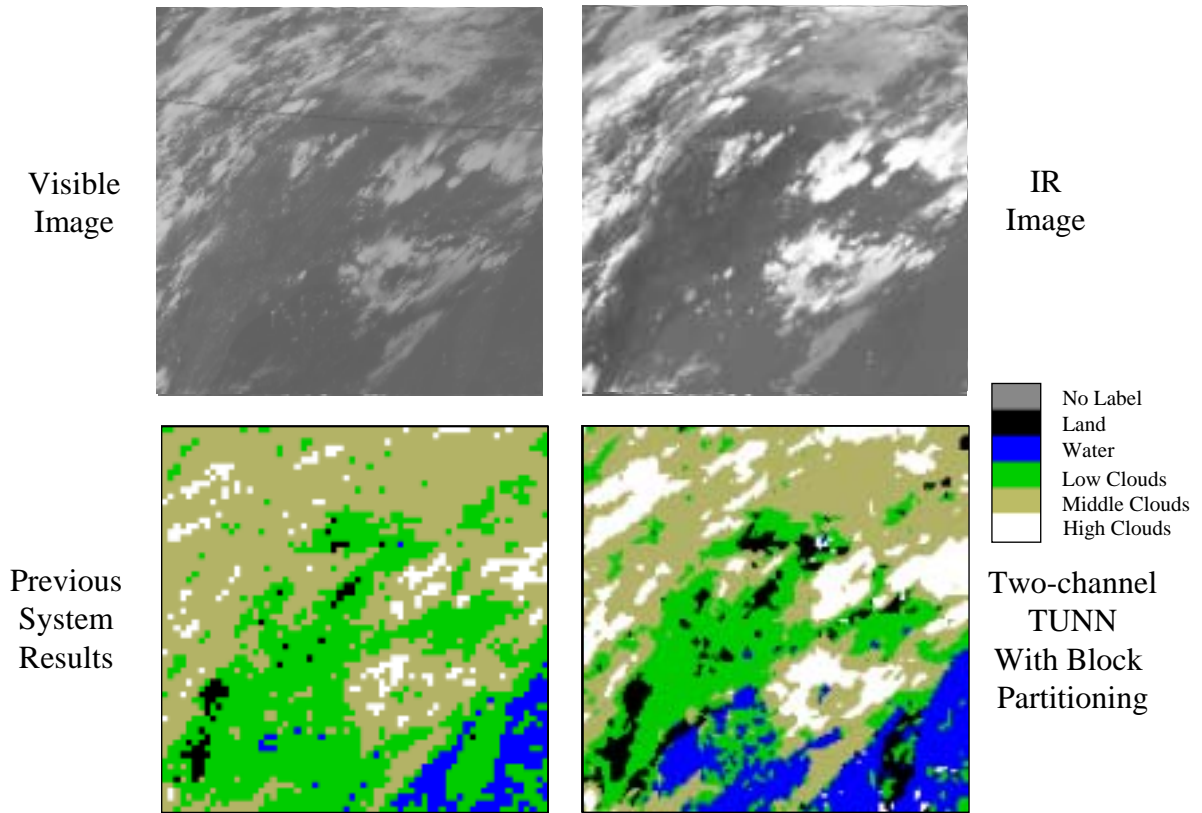 Visible
Image
IR
Image
No Label
Land
Water
Low Clouds
Middle Clouds
High Clouds
Previous
System
Results
Two-channel
TUNN
With Block
Partitioning